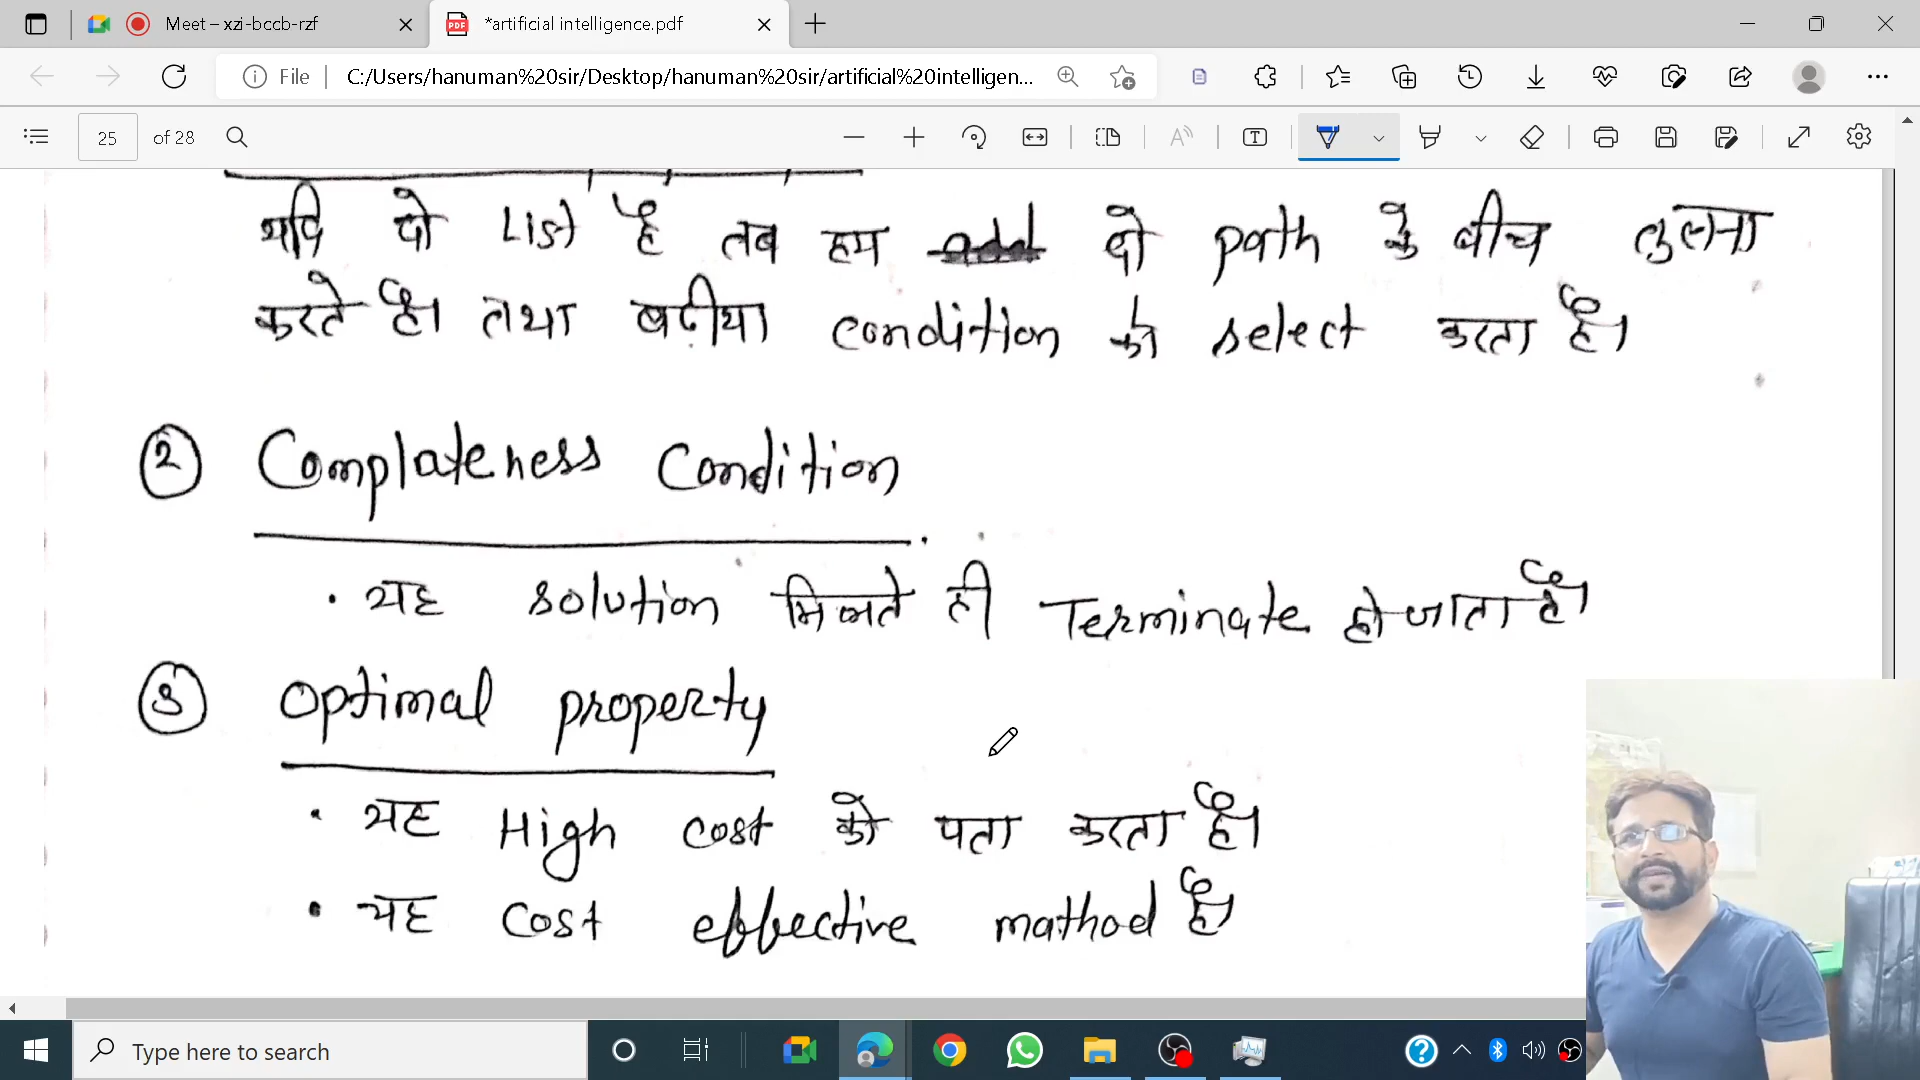 Meet – xzi-bccb-rzf
*artificial intelligence.pdf
File
C:/Users/hanuman%20sir/Desktop/hanuman%20sir/artificial%20intelligen...
25 of 28
यदि दो List है तब हम add दो path के बीच तुलना
करते है। तथा बढ़ीया condition को select करता है।
2 Complateness Condition
• यह solution मिलते ही Terminate हो जाता है।
3 Optimal property
• यह High cost को पता करता है।
• यह Cost effective mathod है।
Type here to search